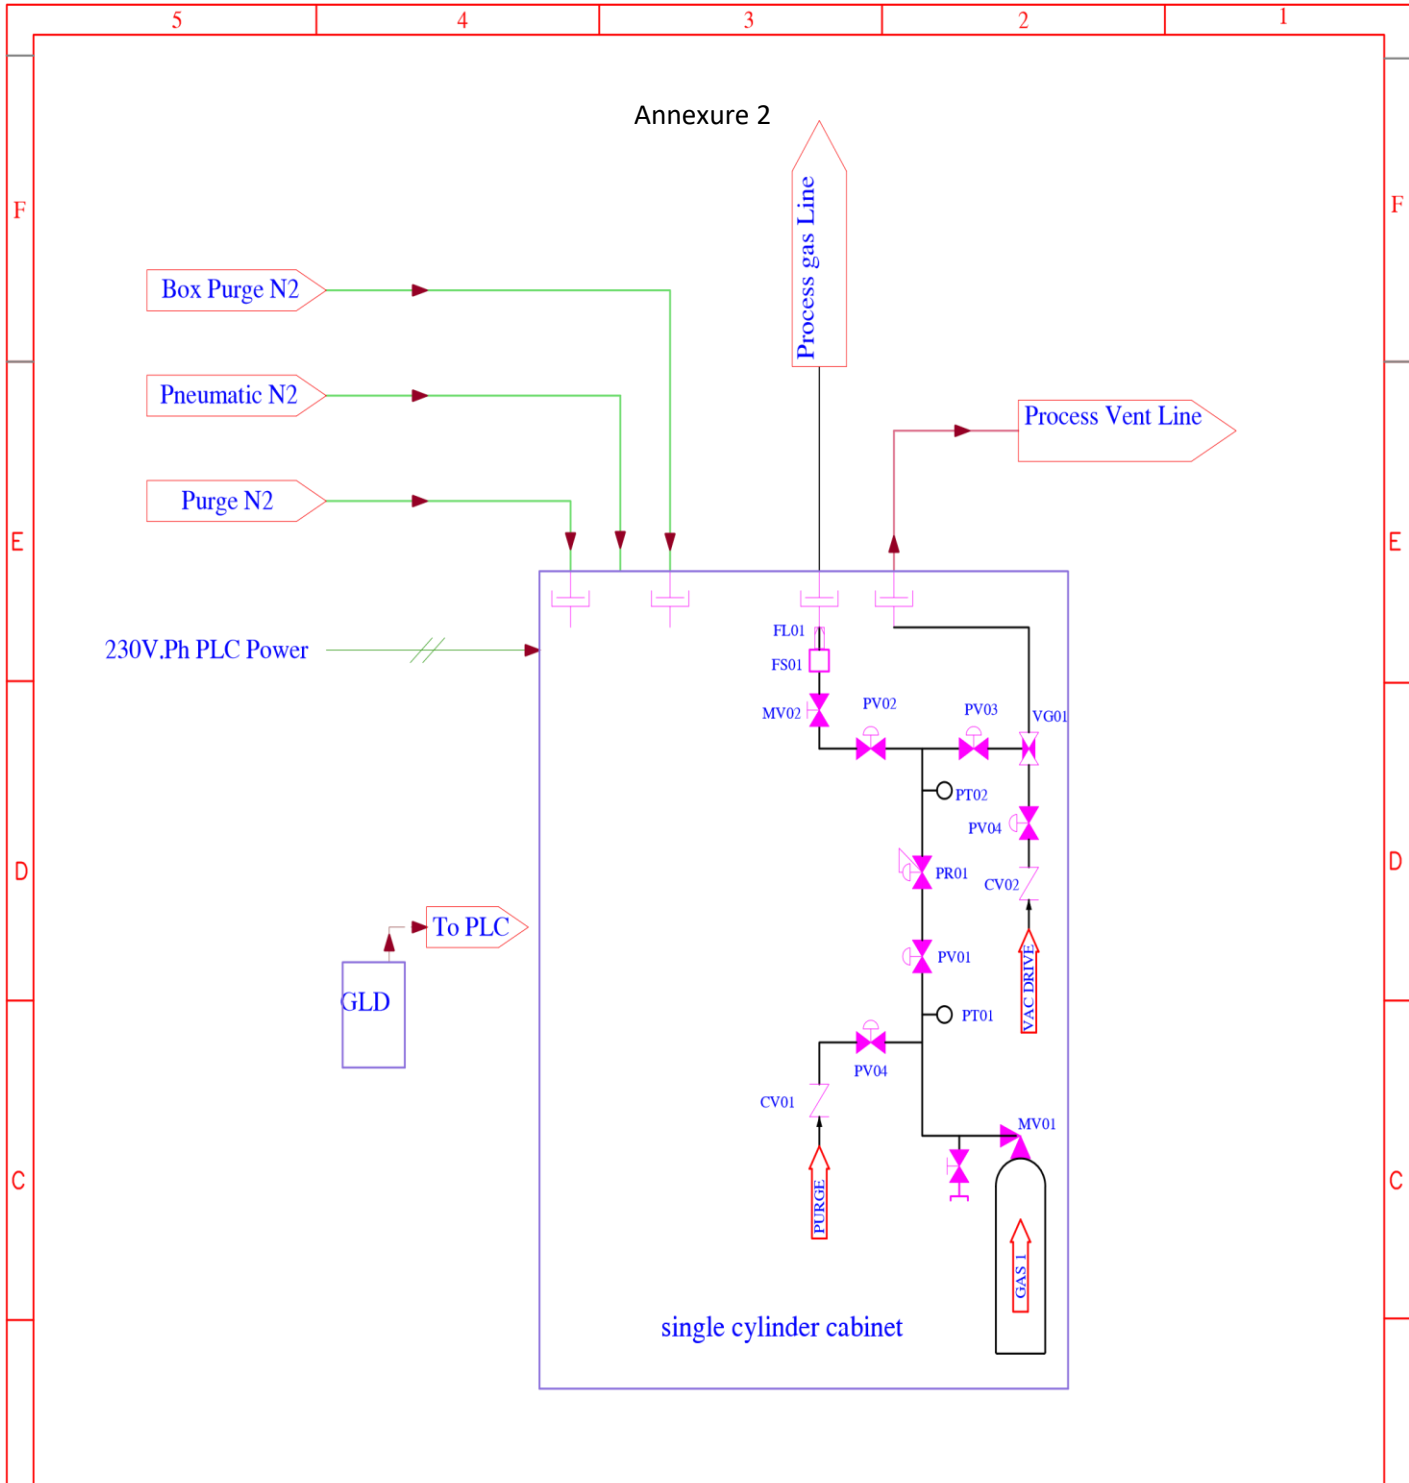 5 4 3 2 1
Annexure 2
F
F
Process gas Line
Box Purge N2
Pneumatic N2
Process Vent Line
Purge N2
E
E
FL01
230V.Ph PLC Power
FS01
PV02
PV03
MV02
VG01
PT02
PV04
D
D
PR01
CV02
To PLC
PV01
VAC DRIVE
GLD
PT01
PV04
CV01
MV01
C
C
PURGE
GAS 1
single cylinder cabinet